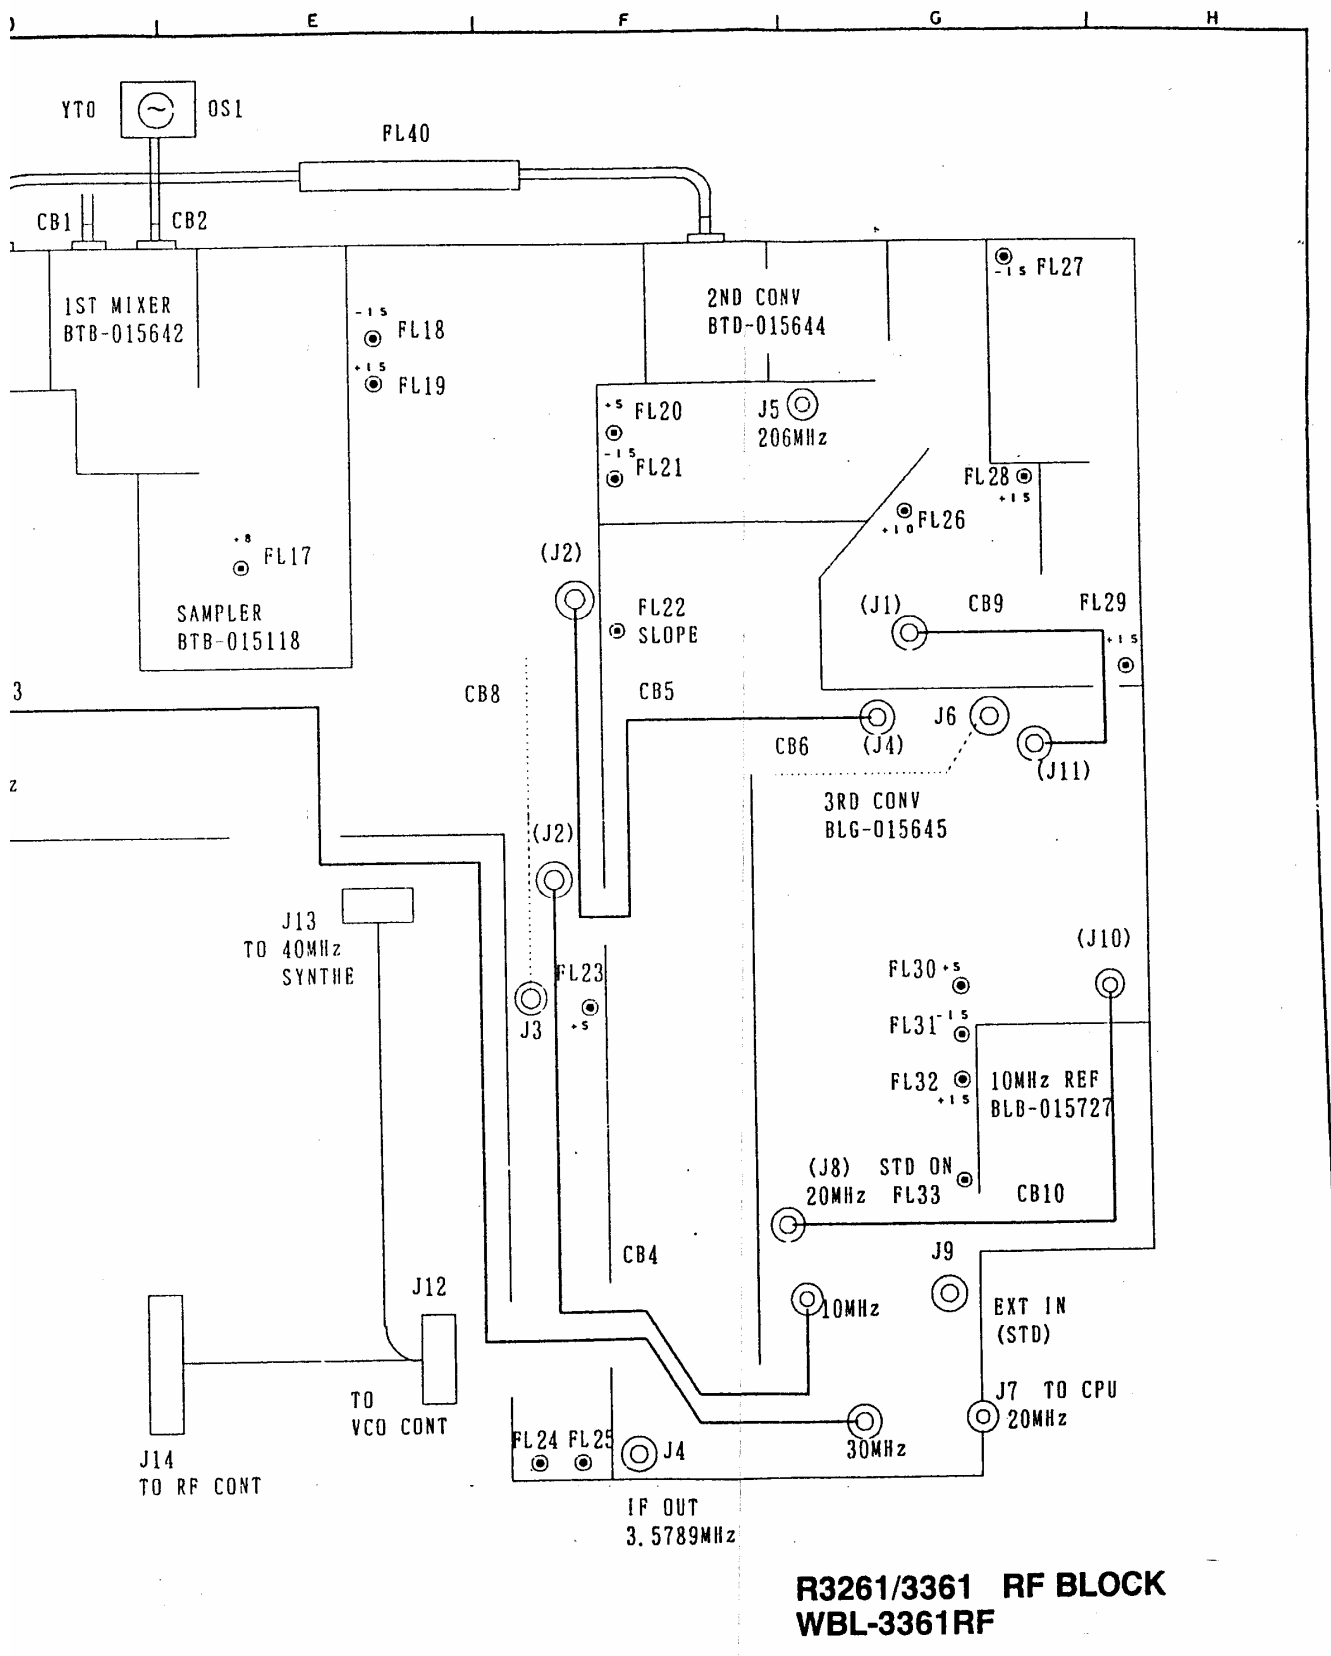 E F G H
YTO OS1
FL40
CB1 CB2
1ST MIXER
BTB-015642
-15
FL18
+15
FL19
2ND CONV
BTD-015644
-15 FL27
+5 FL20
-15 FL21
J5
206MHz
FL28
+15
FL26
+10
+8
FL17
SAMPLER
BTB-015118
(J2)
FL22
SLOPE
(J1) CB9 FL29
+15
3
CB8
CB5
J6
CB6 (J4)
(J11)
3RD CONV
BLG-015645
z
(J2)
J13
TO 40MHz
SYNTHE
(J10)
FL23
+5
J3
FL30 +5
FL31 -15
FL32
+15
10MHz REF
BLB-015727
(J8) STD ON
20MHz FL33
CB10
CB4
J9
J12
10MHz
EXT IN
(STD)
TO
VCO CONT
J7 TO CPU
20MHz
FL24 FL25 J4
30MHz
J14
TO RF CONT
IF OUT
3.5789MHz
R3261/3361 RF BLOCK
WBL-3361RF